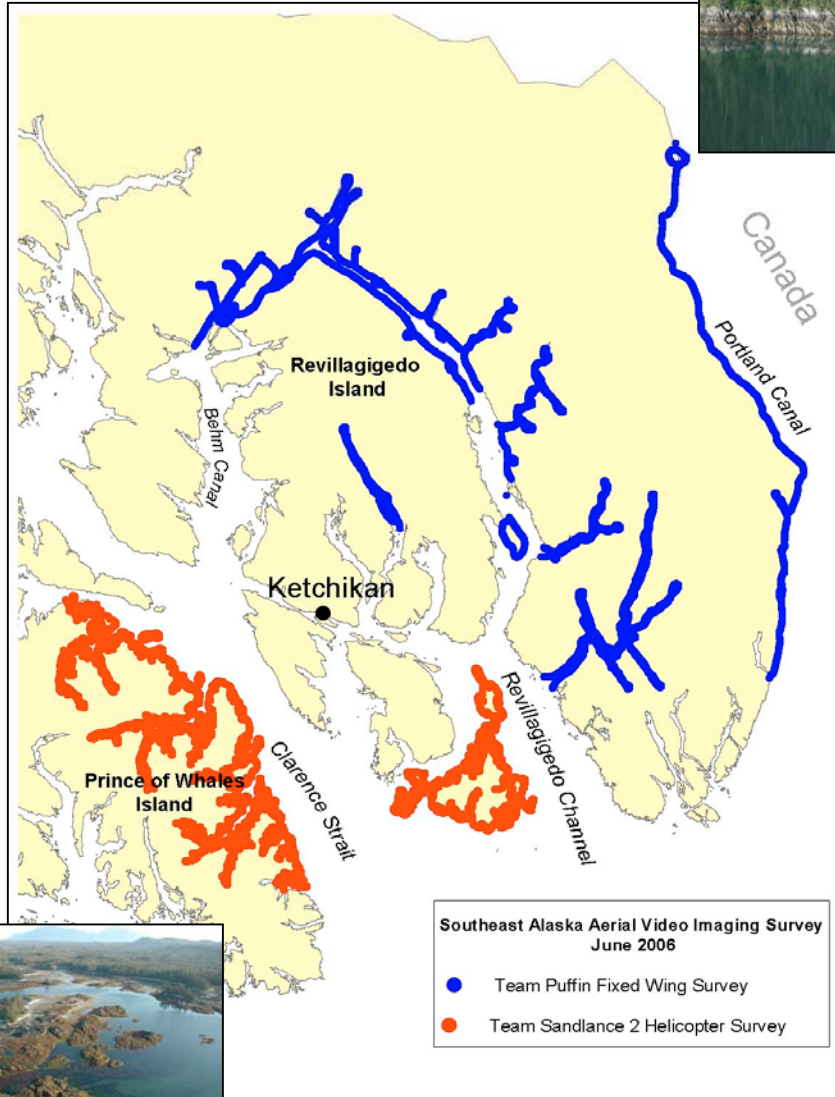 Canada
Portland Canal
Revillagigedo
Island
Behm Canal
Ketchikan
Revillagigedo Channel
Clarence Strait
Prince of Whales
Island
Southeast Alaska Aerial Video Imaging Survey
June 2006
Team Puffin Fixed Wing Survey
Team Sandlance 2 Helicopter Survey